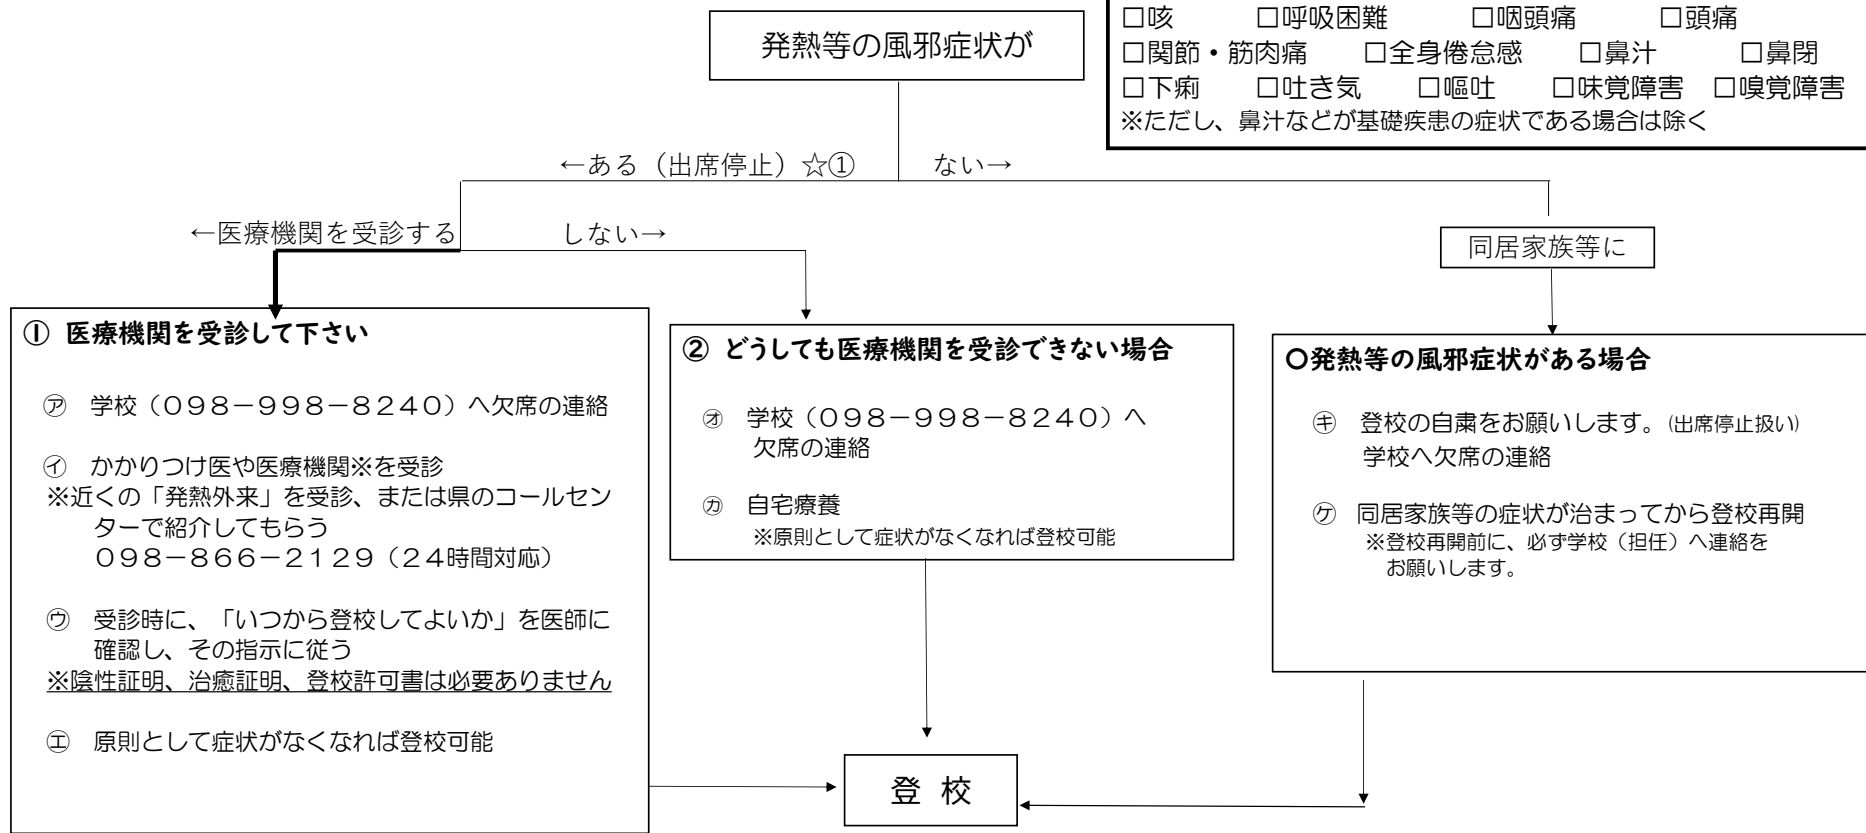 □咳 □呼吸困難 □咽頭痛 □頭痛
□関節・筋肉痛 □全身倦怠感 □鼻汁 □鼻閉
□下痢 □吐き気 □嘔吐 □味覚障害 □嗅覚障害
※ただし、鼻汁などが基礎疾患の症状である場合は除く
発熱等の風邪症状が
←ある（出席停止）☆① ない→
←医療機関を受診する しない→
同居家族等に
① 医療機関を受診して下さい
㋐ 学校（０９８－９９８－８２４０）へ欠席の連絡
㋑ かかりつけ医や医療機関※を受診
※近くの「発熱外来」を受診、または県のコールセン
ターで紹介してもらう
０９８－８６６－２１２９（２４時間対応）
㋒ 受診時に、「いつから登校してよいか」を医師に
確認し、その指示に従う
※陰性証明、治癒証明、登校許可書は必要ありません
㋓ 原則として症状がなくなれば登校可能
② どうしても医療機関を受診できない場合
㋔ 学校（０９８－９９８－８２４０）へ
欠席の連絡
㋕ 自宅療養
※原則として症状がなくなれば登校可能
〇発熱等の風邪症状がある場合
㋖ 登校の自粛をお願いします。(出席停止扱い)
学校へ欠席の連絡
㋘ 同居家族等の症状が治まってから登校再開
※登校再開前に、必ず学校（担任）へ連絡を
お願いします。
登 校